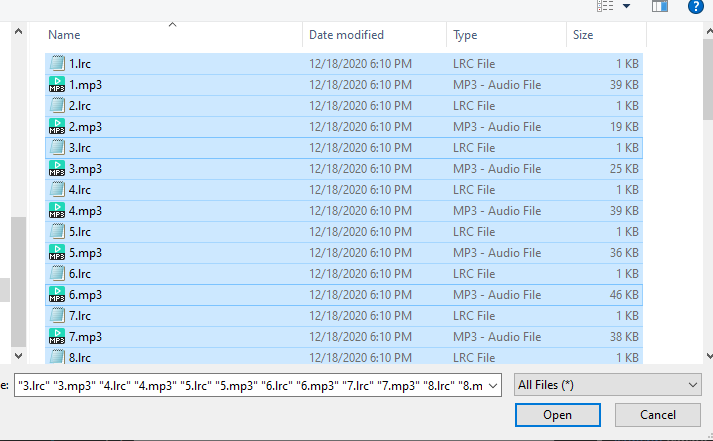 Name Date modified Type Size
1.lrc 12/18/2020 6:10 PM LRC File 1 KB
MP3 1.mp3 12/18/2020 6:10 PM MP3 - Audio File 39 KB
2.lrc 12/18/2020 6:10 PM LRC File 1 KB
MP3 2.mp3 12/18/2020 6:10 PM MP3 - Audio File 19 KB
3.lrc 12/18/2020 6:10 PM LRC File 1 KB
MP3 3.mp3 12/18/2020 6:10 PM MP3 - Audio File 25 KB
4.lrc 12/18/2020 6:10 PM LRC File 1 KB
MP3 4.mp3 12/18/2020 6:10 PM MP3 - Audio File 39 KB
5.lrc 12/18/2020 6:10 PM LRC File 1 KB
MP3 5.mp3 12/18/2020 6:10 PM MP3 - Audio File 36 KB
6.lrc 12/18/2020 6:10 PM LRC File 1 KB
MP3 6.mp3 12/18/2020 6:10 PM MP3 - Audio File 46 KB
7.lrc 12/18/2020 6:10 PM LRC File 1 KB
MP3 7.mp3 12/18/2020 6:10 PM MP3 - Audio File 38 KB
8.lrc 12/18/2020 6:10 PM LRC File 1 KB
e: "3.lrc" "3.mp3" "4.lrc" "4.mp3" "5.lrc" "5.mp3" "6.lrc" "6.mp3" "7.lrc" "7.mp3" "8.lrc" "8.m All Files (*)
Open Cancel